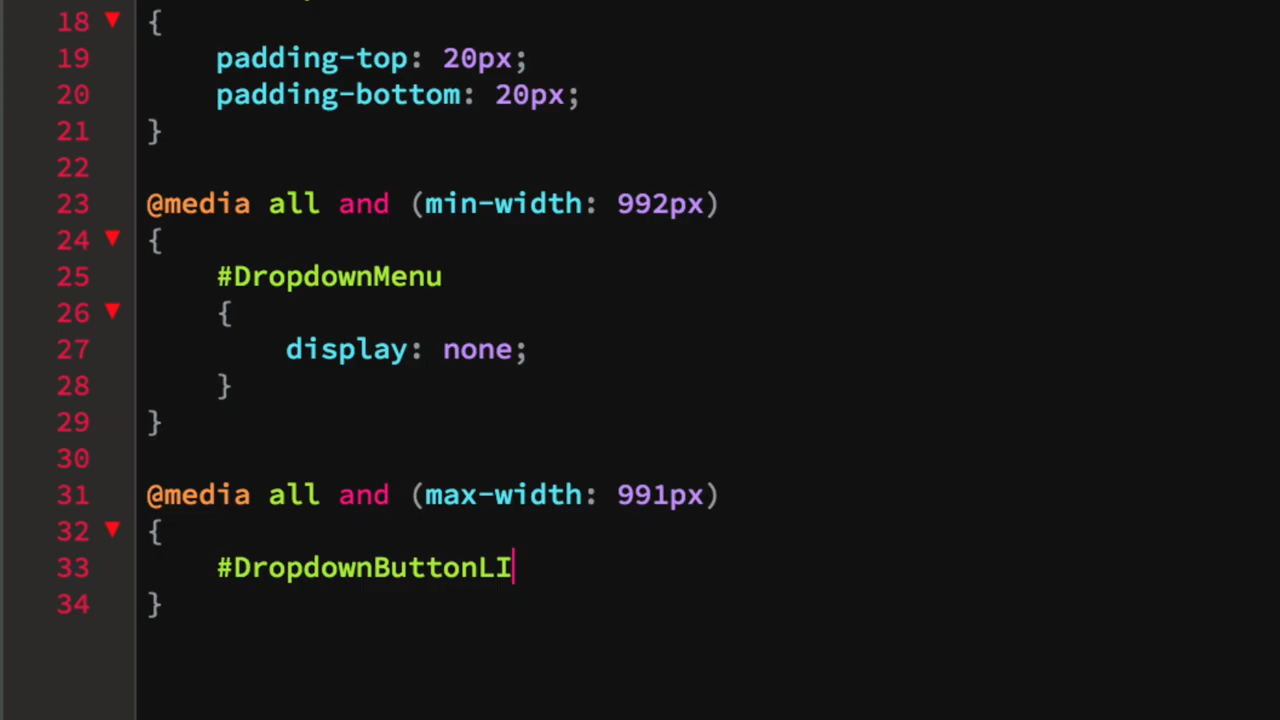 18 ▼ {
19 padding-top: 20px;
20 padding-bottom: 20px;
21 }
22
23 @media all and (min-width: 992px)
24 ▼ {
25 #DropdownMenu
26 ▼ {
27 display: none;
28 }
29 }
30
31 @media all and (max-width: 991px)
32 ▼ {
33 #DropdownButtonLI
34 }